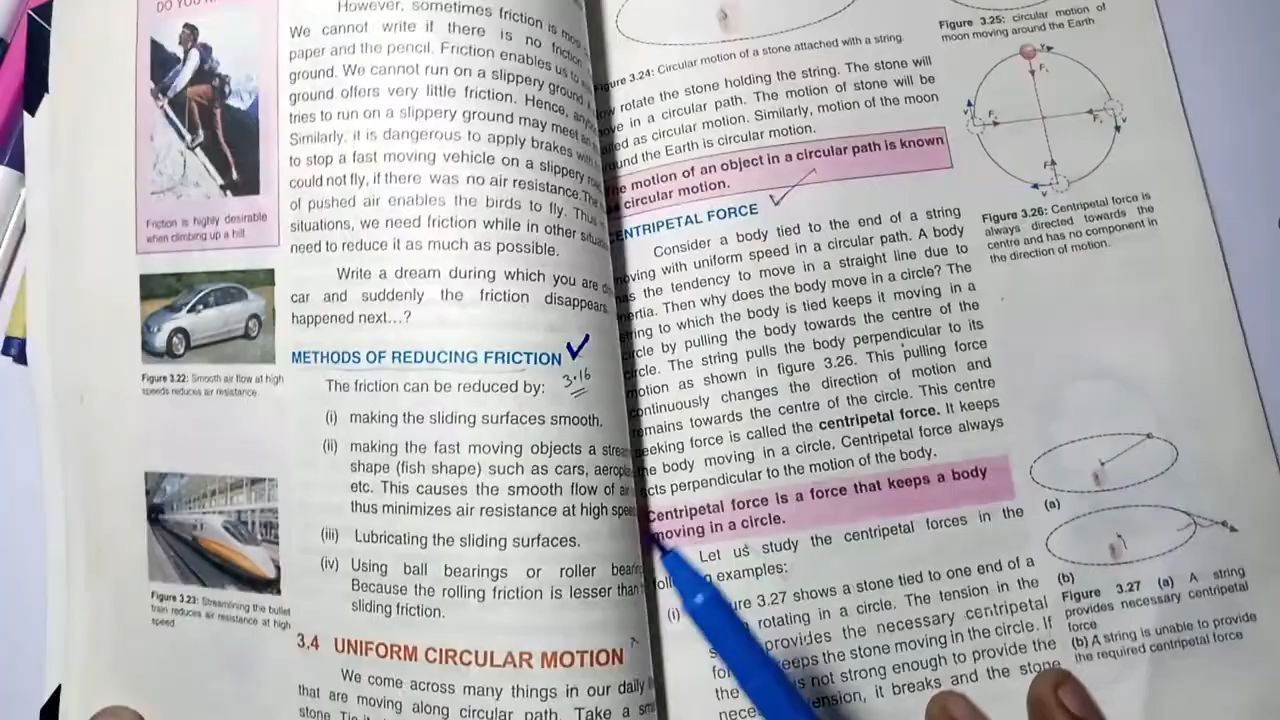 DO YOU
Friction is highly desirable
when climbing up a hill.
Figure 3.22: Smooth air flow at high
speeds reduces air resistance.
Figure 3.23: Streamlining the bullet
train reduces air resistance at high
speed.
However, sometimes friction is most
We cannot write if there is no friction
paper and the pencil. Friction enables us to
ground. We cannot run on a slippery ground
ground offers very little friction. Hence,
tries to run on a slippery ground may meet an
Similarly, it is dangerous to apply brakes with
to stop a fast moving vehicle on a slippery
could not fly, if there was no air resistance. The
of pushed air enables the birds to fly. Thus
situations, we need friction while in other
need to reduce it as much as possible.
Write a dream during which you are
car and suddenly the friction disappears
happened next...?
METHODS OF REDUCING FRICTION
The friction can be reduced by: 3.16
(i) making the sliding surfaces smooth.
(ii) making the fast moving objects a
shape (fish shape) such as cars,
etc. This causes the smooth flow of
thus minimizes air resistance at high
(iii) Lubricating the sliding surfaces.
(iv) Using ball bearings or roller
Because the rolling friction is lesser than
sliding friction.
3.4 UNIFORM CIRCULAR MOTION
We come across many things in our daily
that are moving along circular path. Take a
stone.
Figure 3.24: Circular motion of a stone attached with a string.
rotate the stone holding the string. The stone will
in a circular path. The motion of stone will be
as circular motion. Similarly, motion of the moon
the Earth is circular motion.
The motion of an object in a circular path is known
circular motion.
CENTRIPETAL FORCE
Consider a body tied to the end of a string
moving with uniform speed in a circular path. A body
has the tendency to move in a straight line due to
inertia. Then why does the body move in a circle? The
string to which the body is tied keeps it moving in a
circle by pulling the body towards the centre of the
circle. The string pulls the body perpendicular to its
motion as shown in figure 3.26. This pulling force
continuously changes the direction of motion and
remains towards the centre of the circle. This centre
seeking force is called the centripetal force. It keeps
the body moving in a circle. Centripetal force always
acts perpendicular to the motion of the body.
Centripetal force is a force that keeps a body
moving in a circle.
Let us study the centripetal forces in the
examples:
(i) 3.27 shows a stone tied to one end of a
rotating in a circle. The tension in the
provides the necessary centripetal
keeps the stone moving in the circle. If
the is not strong enough to provide the
tension, it breaks and the stone
Figure 3.25: circular motion of
moon moving around the Earth
Figure 3.26: Centripetal force is
always directed towards the
centre and has no component in
the direction of motion.
(a)
(b)
Figure 3.27 (a) A string
provides necessary centripetal
force
(b) A string is unable to provide
the required centripetal force